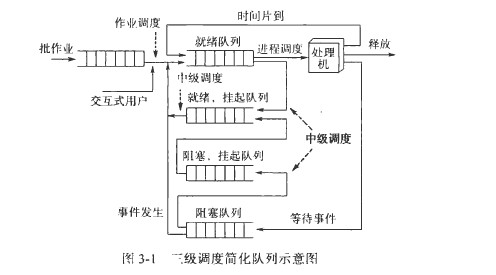 时间片到
作业调度
就绪队列
批作业
进程调度
处理机
释放
中级调度
交互式用户
就绪，挂起队列
中级调度
阻塞，挂起队列
事件发生
阻塞队列
等待事件
图 3-1 三级调度简化队列示意图